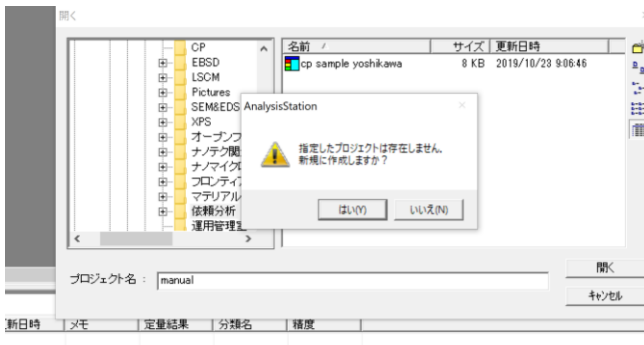 開く
CP
EBSD
LSCM
Pictures
SEM&EDS
XPS
オープンフ
ナノテク関
ナノマイクロ
フロンティア
マテリアル
依頼分析
運用管理室
名前
サイズ
更新日時
cp sample yoshikawa
8 KB
2019/10/23 9:06:46
AnalysisStation
指定したプロジェクトは存在しません。
新規に作成しますか？
はい(Y)
いいえ(N)
プロジェクト名 :
manual
開く
キャンセル
新日時
メモ
定量結果
分類名
精度